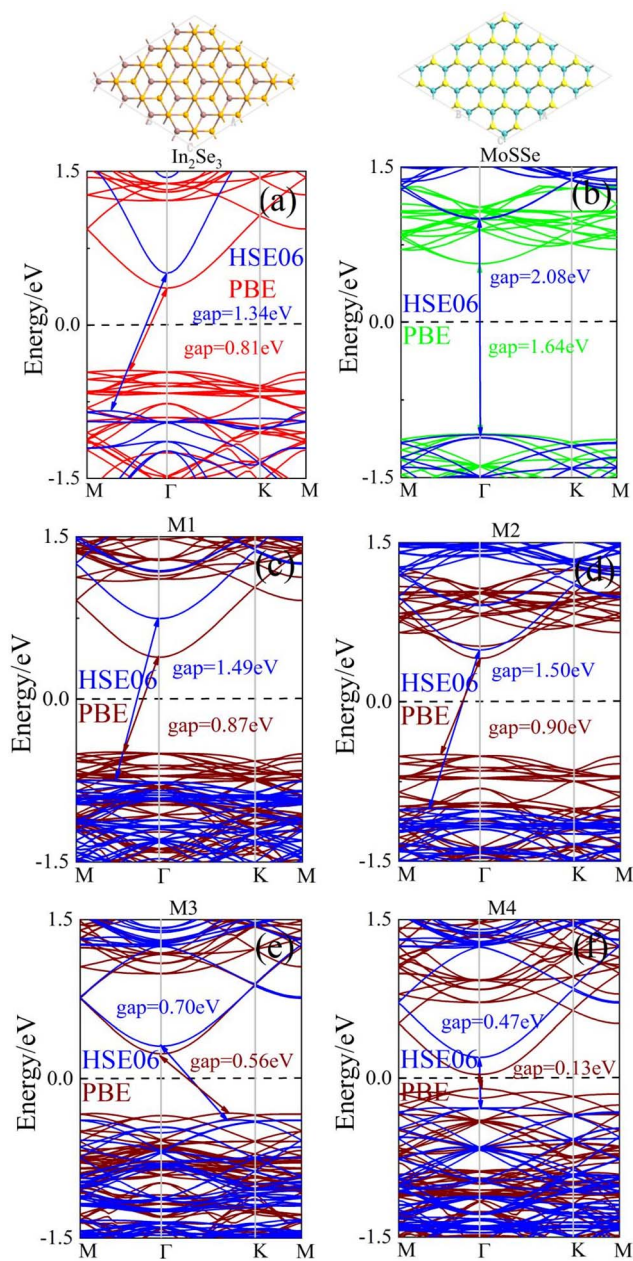 In₂Se₃
MoSSe
B
C
A
B
C
A
Energy/eV
1.5
0.0
-1.5
(a)
HSE06
PBE
gap=1.34eV
gap=0.81eV
M Γ K M
Energy/eV
1.5
0.0
-1.5
(b)
gap=2.08eV
HSE06
PBE
gap=1.64eV
M Γ K M
M1
Energy/eV
1.5
0.0
-1.5
(c)
gap=1.49eV
HSE06
PBE
gap=0.87eV
M Γ K M
M2
Energy/eV
1.5
0.0
-1.5
(d)
HSE06
gap=1.50eV
PBE
gap=0.90eV
M Γ K M
M3
Energy/eV
1.5
0.0
-1.5
(e)
gap=0.70eV
HSE06
gap=0.56eV
PBE
M Γ K M
M4
Energy/eV
1.5
0.0
-1.5
(f)
gap=0.47eV
HSE06
gap=0.13eV
PBE
M Γ K M